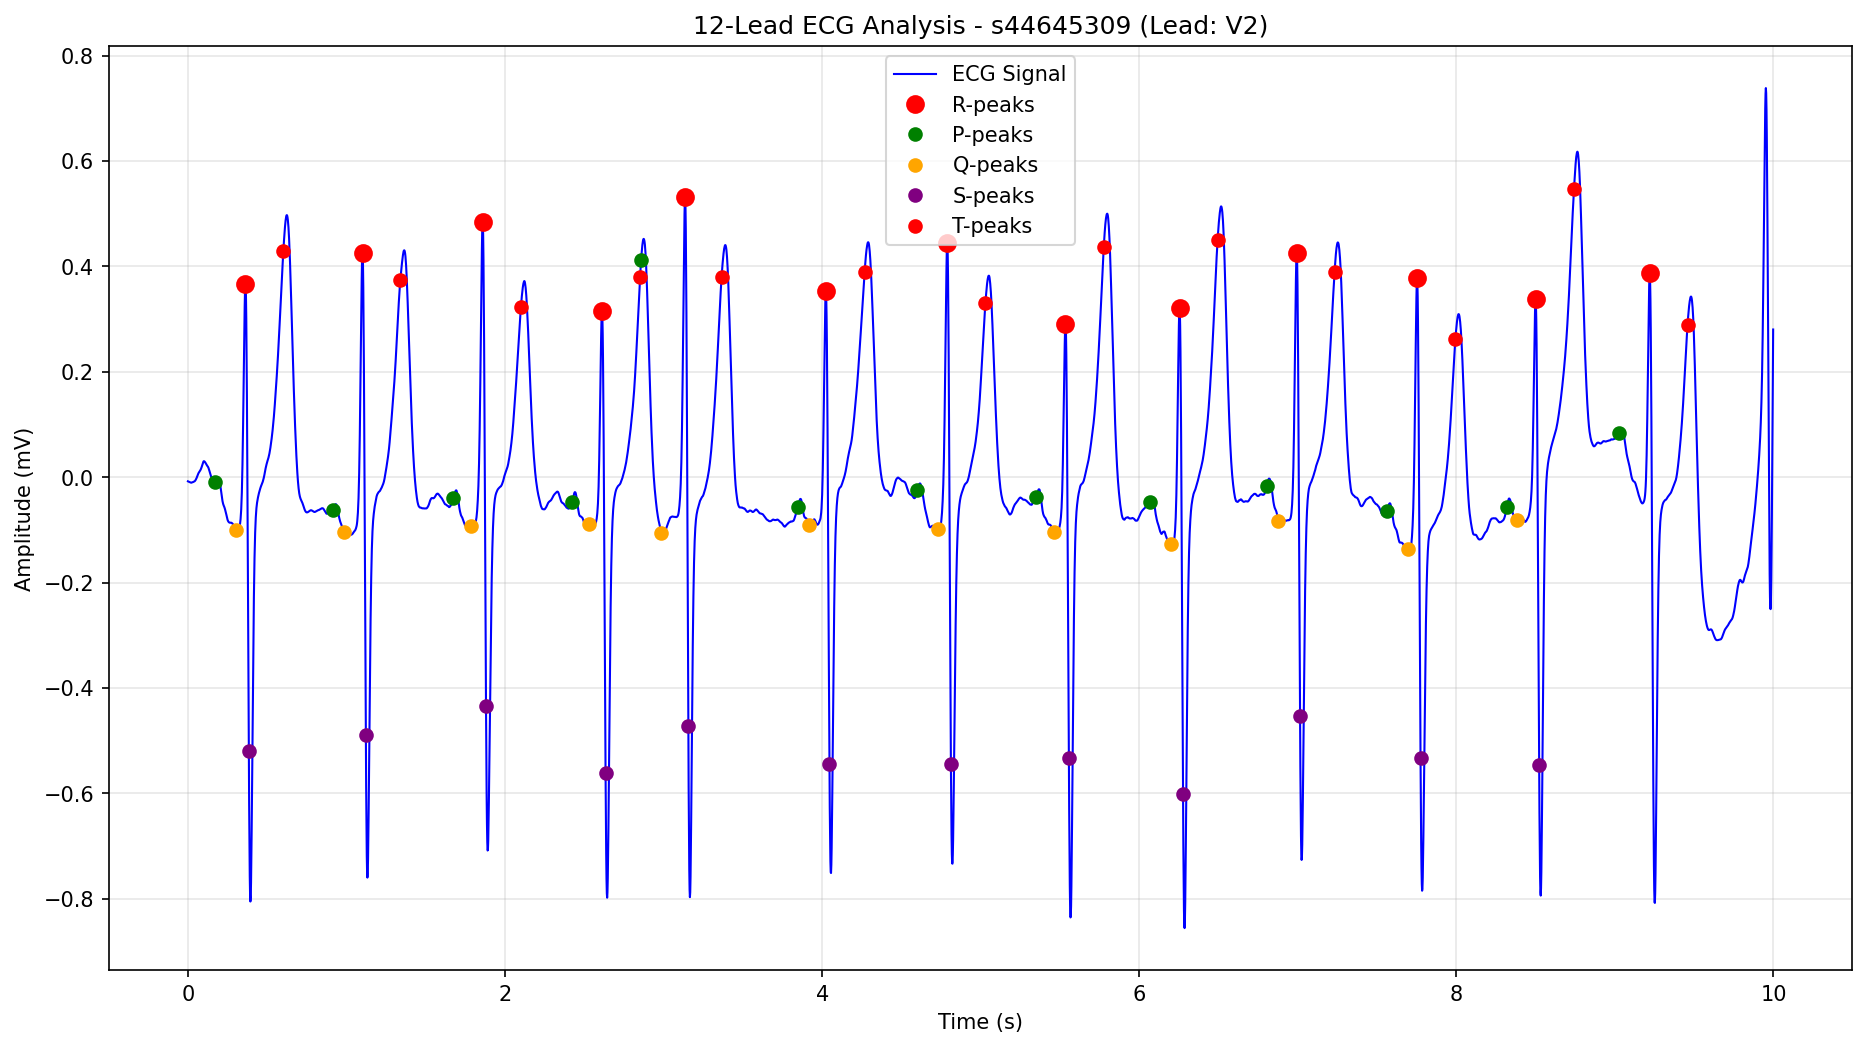 12-Lead ECG Analysis - s44645309 (Lead: V2)
ECG Signal
R-peaks
P-peaks
Q-peaks
S-peaks
T-peaks
0.8
0.6
0.4
0.2
0.0
−0.2
−0.4
−0.6
−0.8
Amplitude (mV)
0 2 4 6 8 10
Time (s)